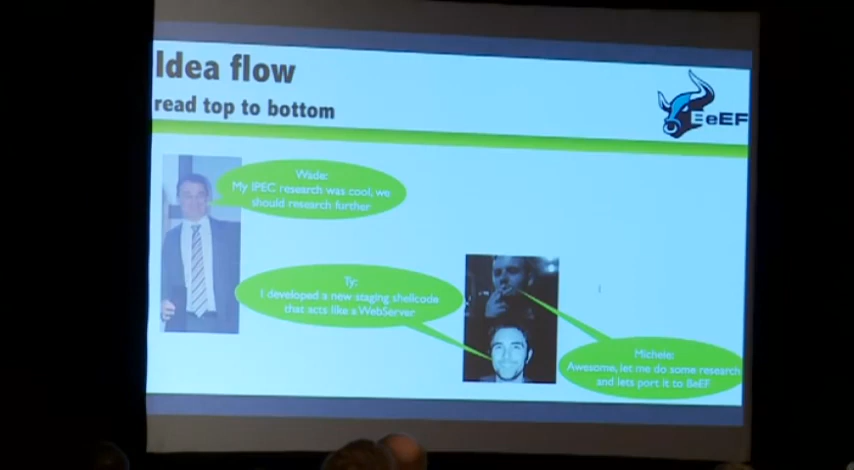 Idea flow
read top to bottom
BeEF
Wade:
My IPEC research was cool, we
should research further
Ty:
I developed a new staging shellcode
that acts like a WebServer
Michele:
Awesome, let me do some research
and lets port it to BeEF